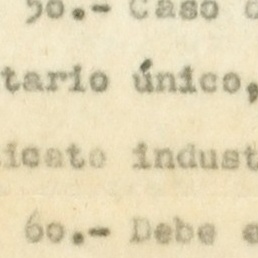 5o.- Caso
tario único,
icato indust
6o.- Debe